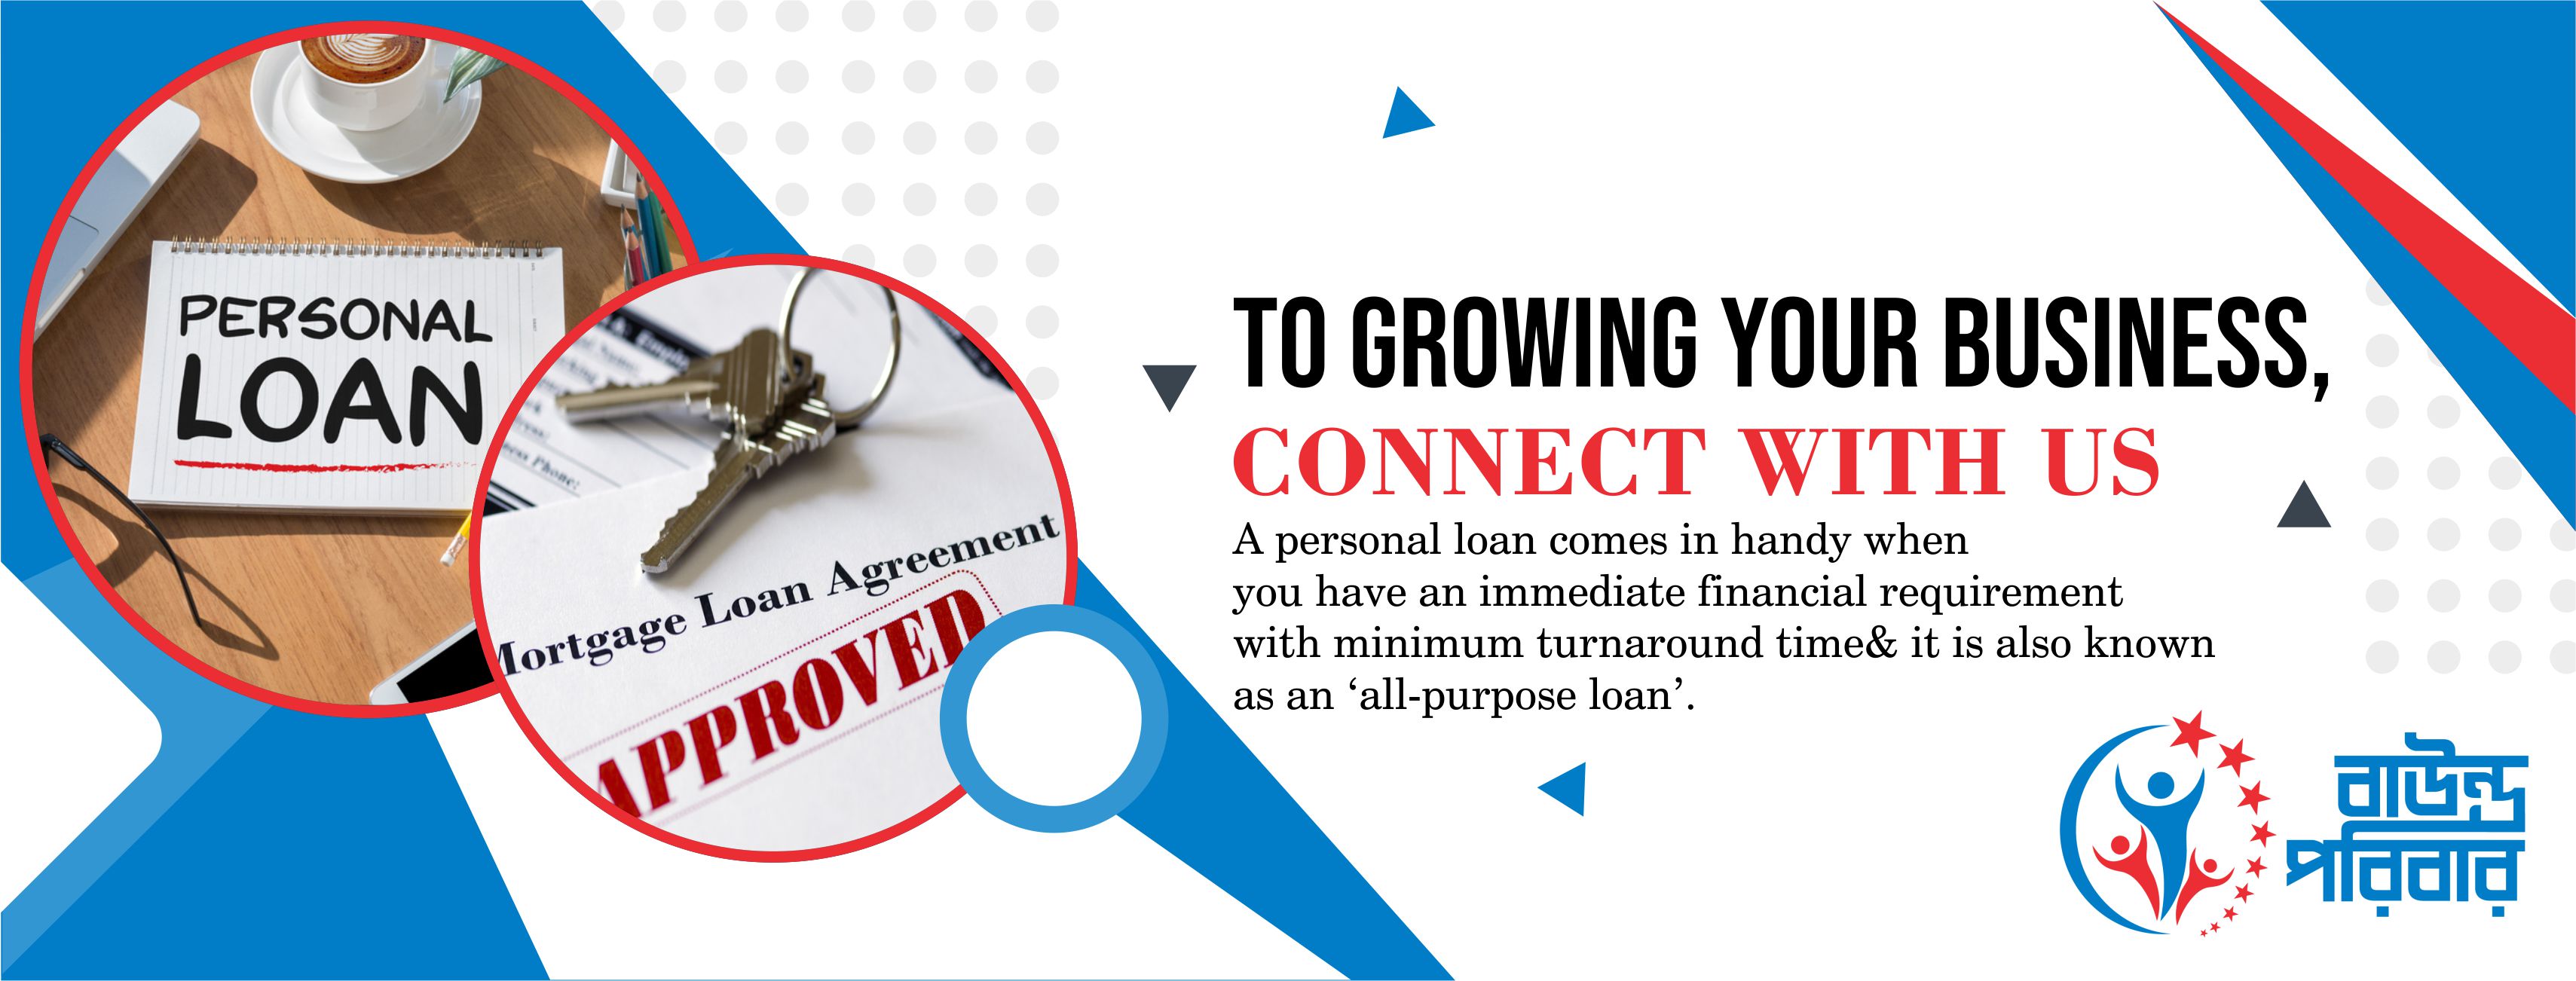 PERSONAL
LOAN
Mortgage Loan Agreement
APPROVED
TO GROWING YOUR BUSINESS,
CONNECT WITH US
A personal loan comes in handy when
you have an immediate financial requirement
with minimum turnaround time& it is also known
as an ‘all-purpose loan’.
বাউন্ড
পরিবার